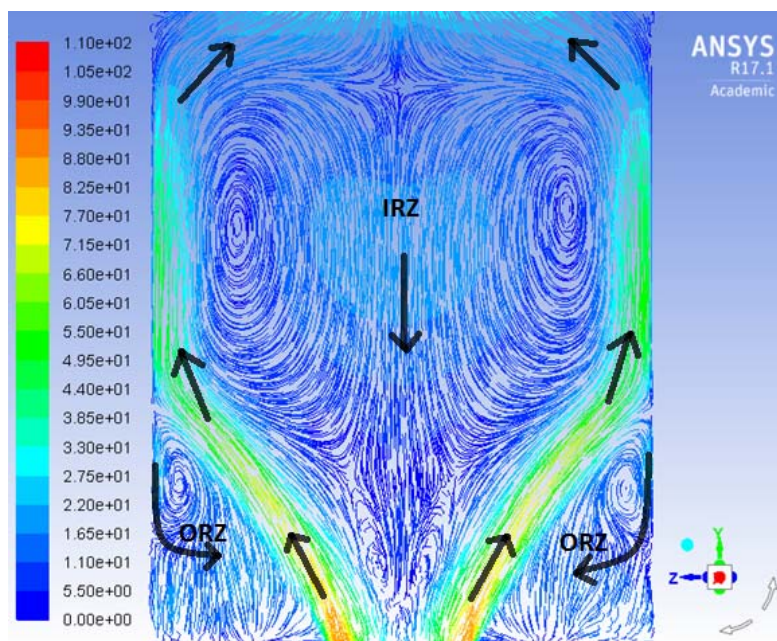 1.10e+02
1.05e+02
9.90e+01
9.35e+01
8.80e+01
8.25e+01
7.70e+01
7.15e+01
6.60e+01
6.05e+01
5.50e+01
4.95e+01
4.40e+01
3.85e+01
3.30e+01
2.75e+01
2.20e+01
1.65e+01
1.10e+01
5.50e+00
0.00e+00
ANSYS
R17.1
Academic
IRZ
ORZ
ORZ
Y
Z